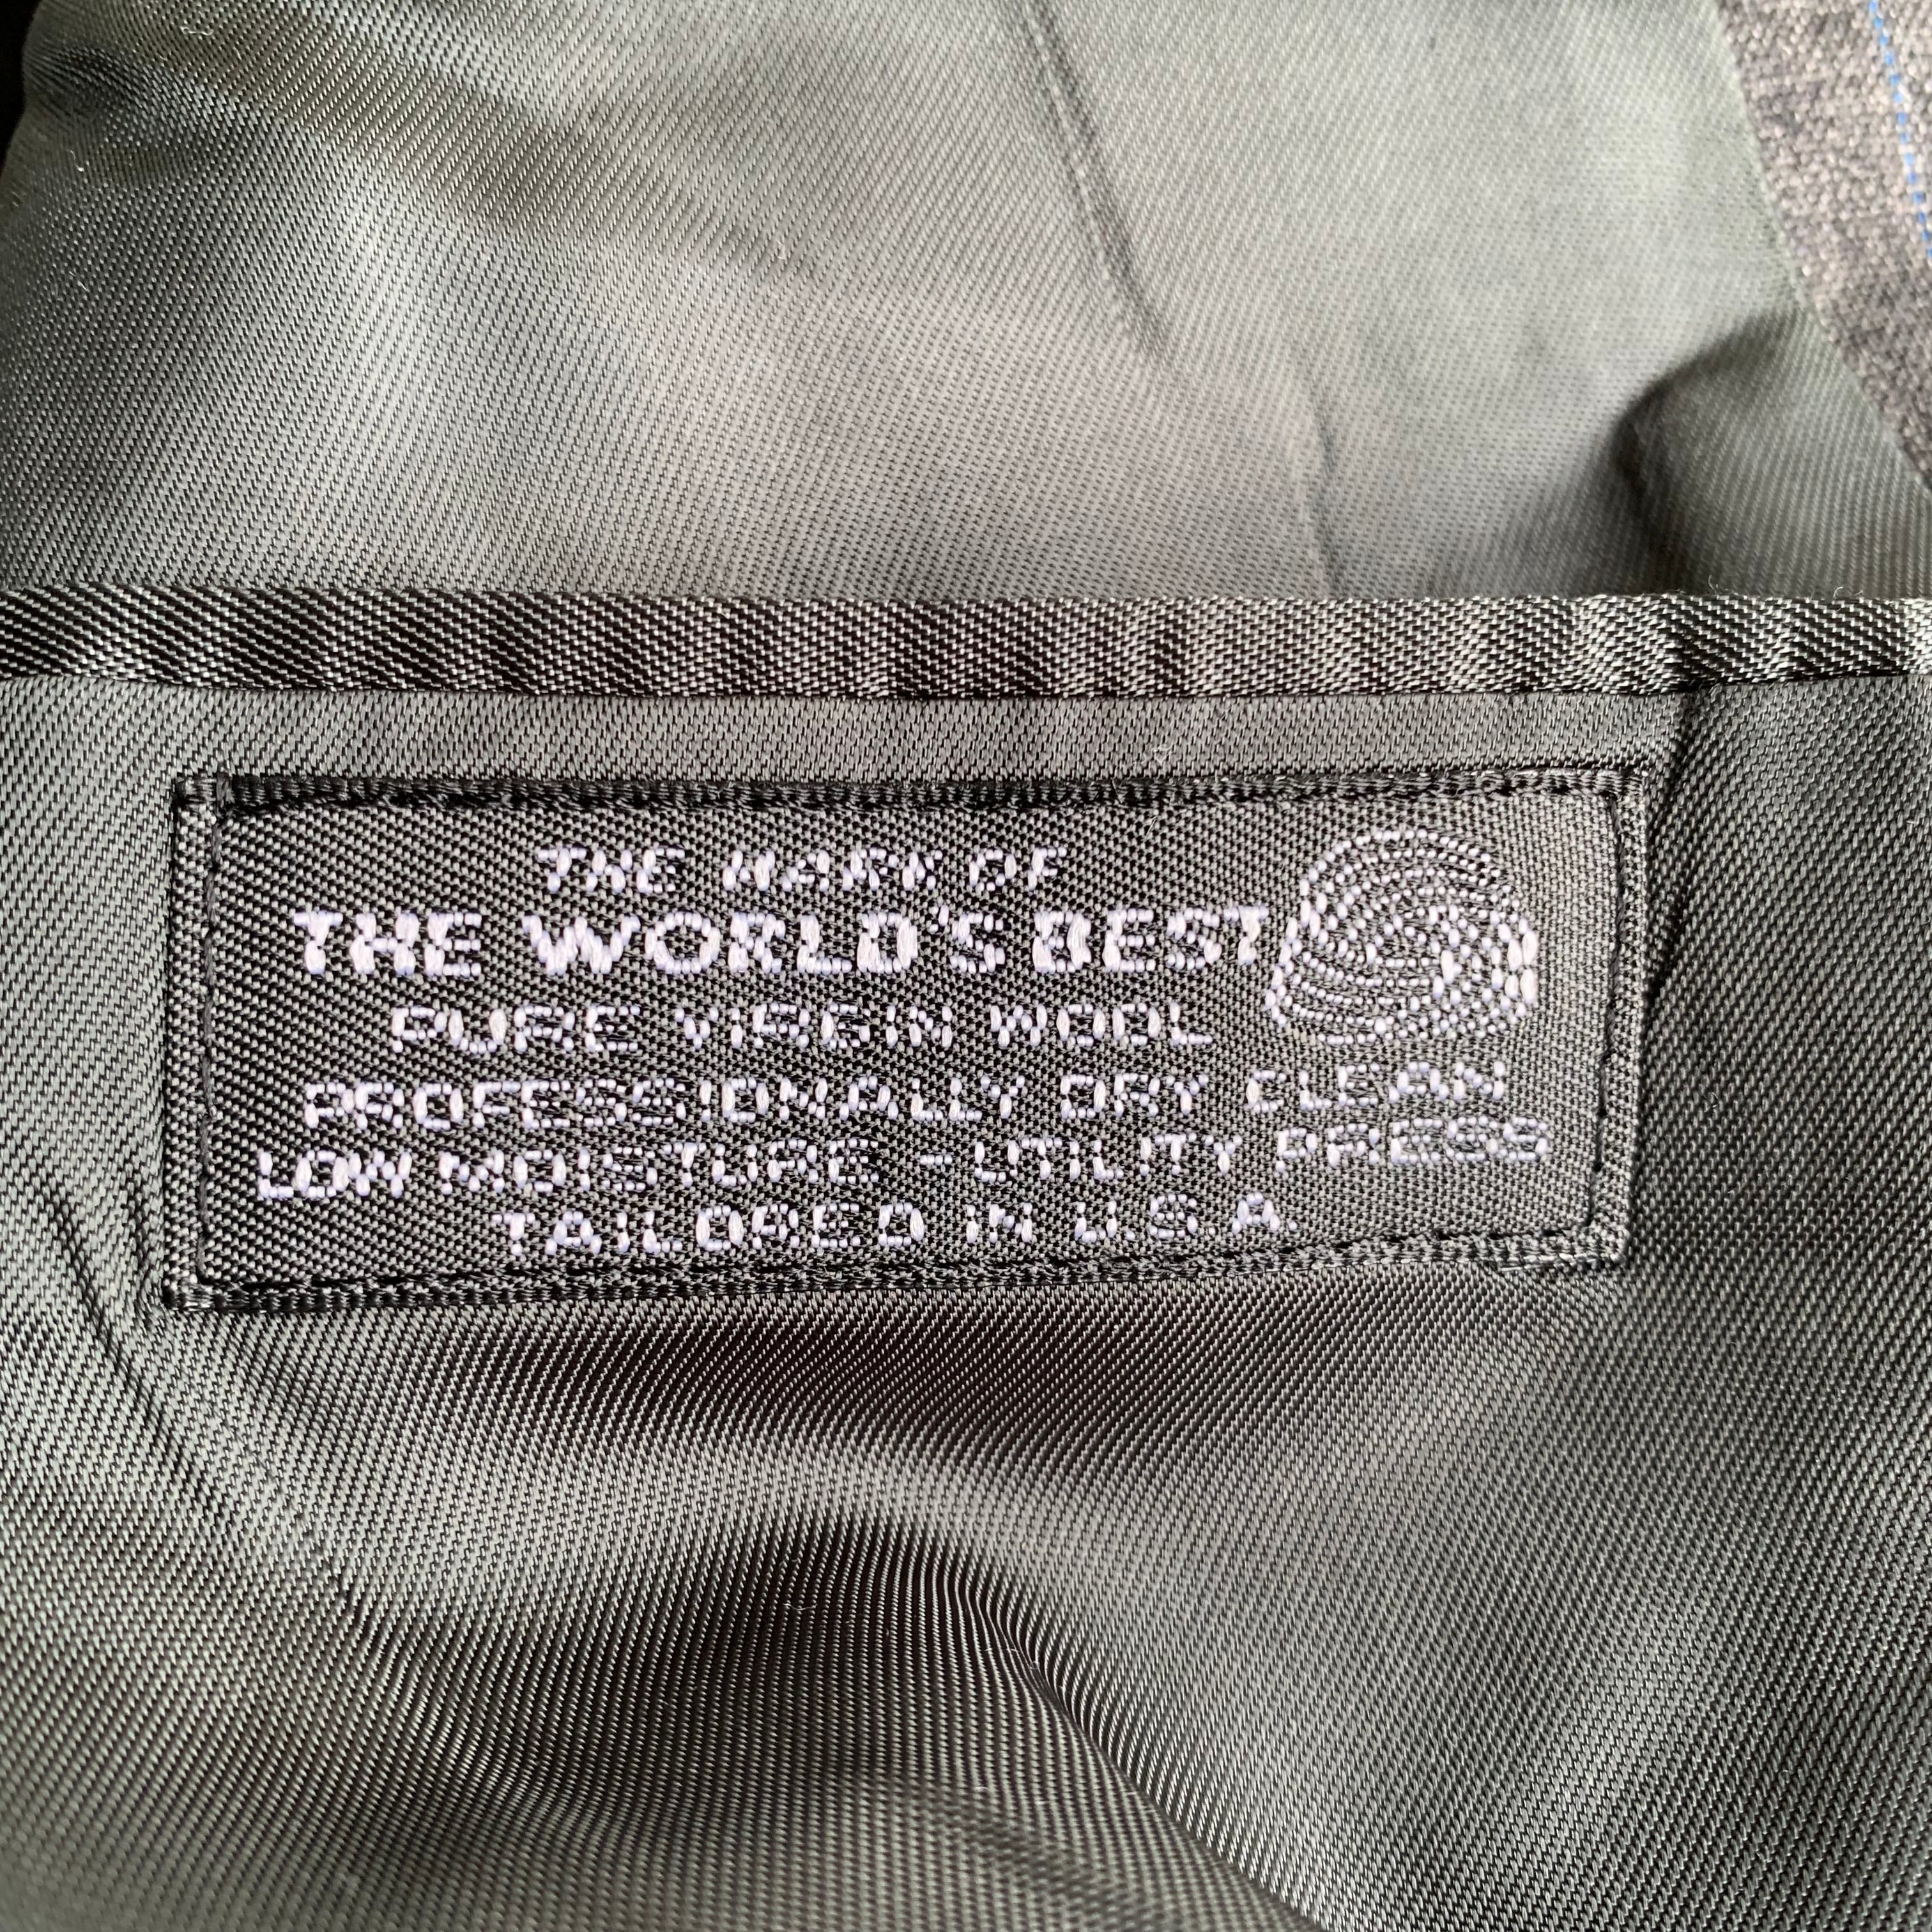 THE MARK OF
THE WORLD'S BEST
PURE VIRGIN WOOL
PROFESSIONALLY DRY CLEAN
LOW MOISTURE - UTILITY PRESS
TAILORED IN U.S.A.